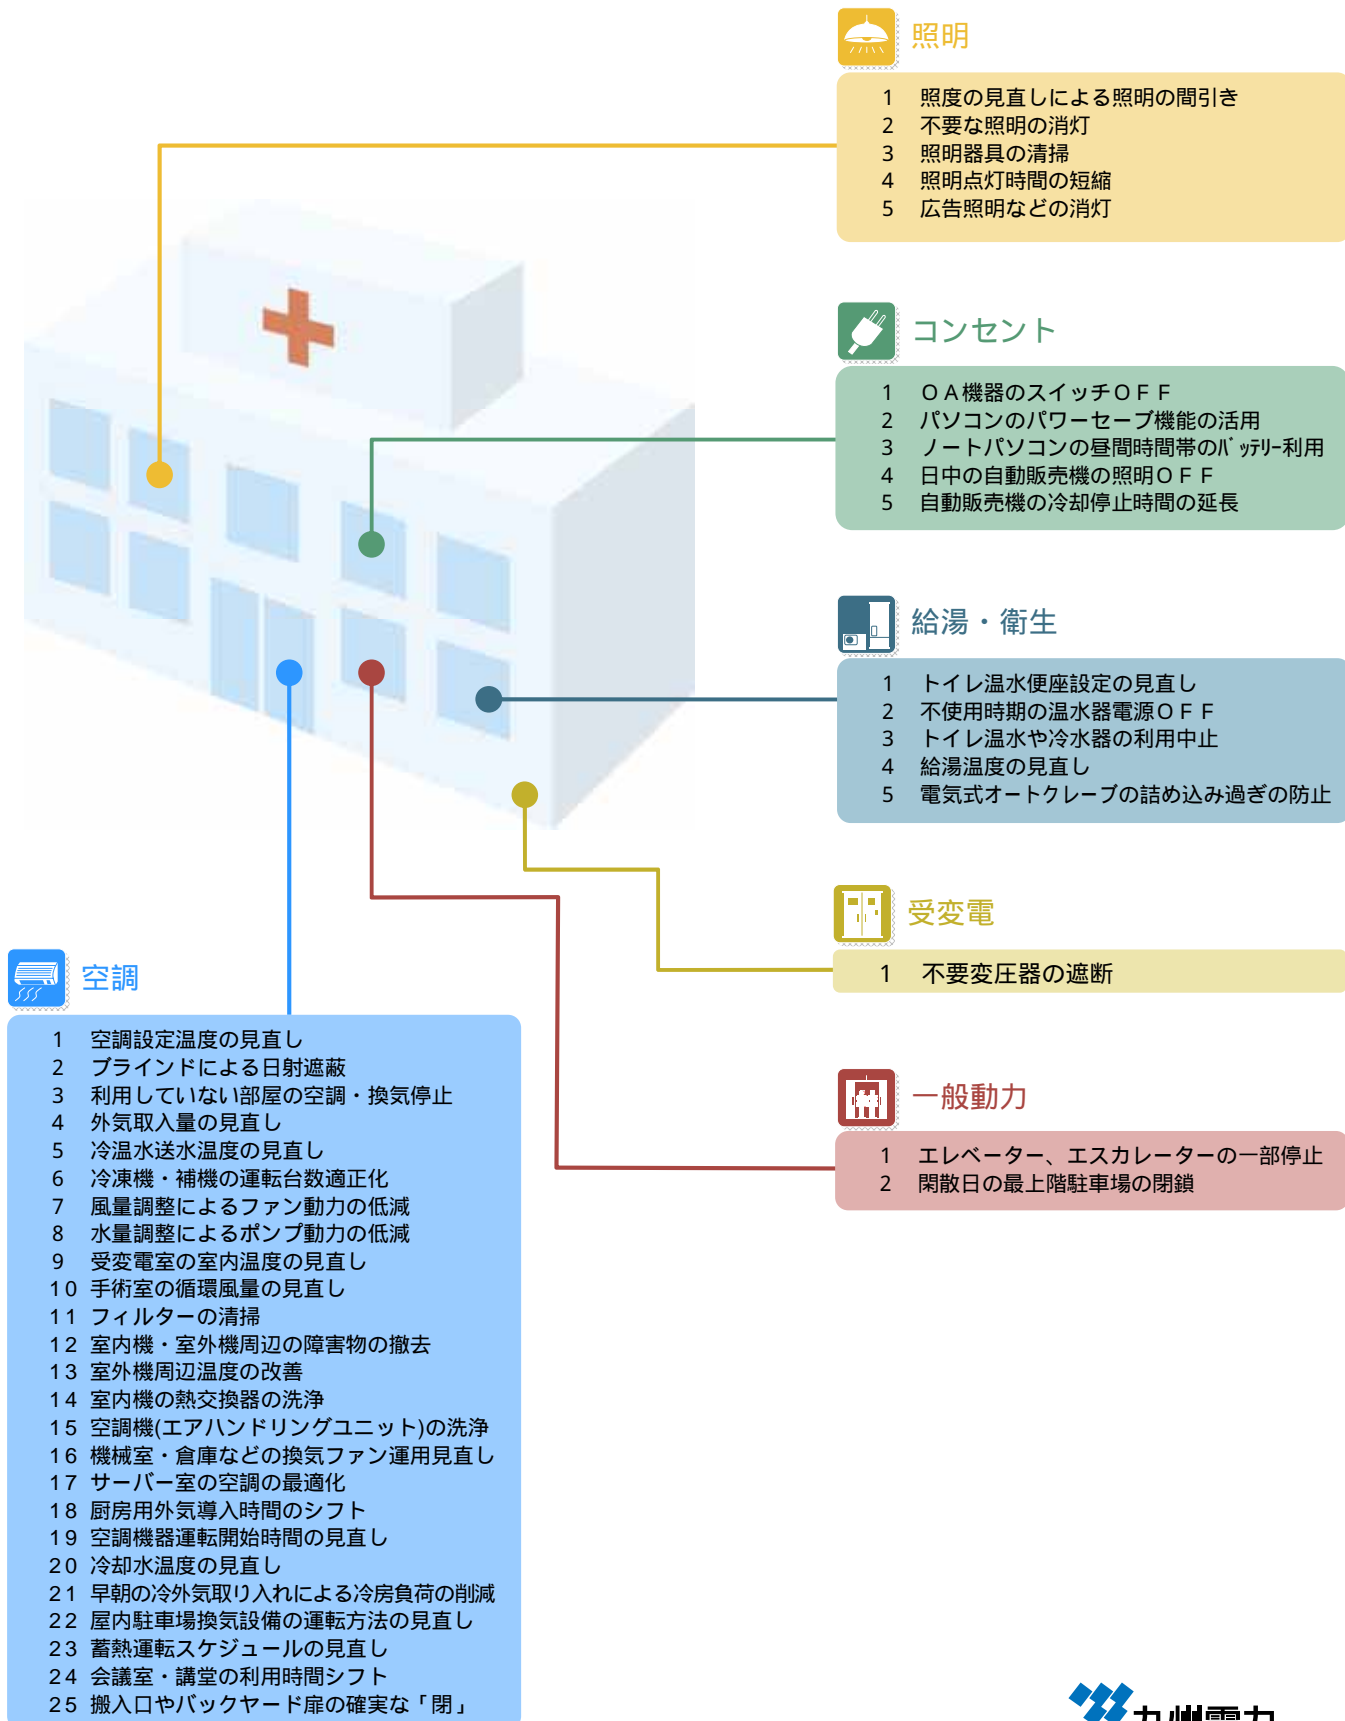 照明
1 照度の見直しによる照明の間引き
2 不要な照明の消灯
3 照明器具の清掃
4 照明点灯時間の短縮
5 広告照明などの消灯
コンセント
1 ＯＡ機器のスイッチＯＦＦ
2 パソコンのパワーセーブ機能の活用
3 ノートパソコンの昼間時間帯のﾊﾞｯﾃﾘｰ利用
4 日中の自動販売機の照明ＯＦＦ
5 自動販売機の冷却停止時間の延長
給湯・衛生
1 トイレ温水便座設定の見直し
2 不使用時期の温水器電源ＯＦＦ
3 トイレ温水や冷水器の利用中止
4 給湯温度の見直し
5 電気式オートクレーブの詰め込み過ぎの防止
受変電
1 不要変圧器の遮断
一般動力
1 エレベーター、エスカレーターの一部停止
2 閑散日の最上階駐車場の閉鎖
空調
1 空調設定温度の見直し
2 ブラインドによる日射遮蔽
3 利用していない部屋の空調・換気停止
4 外気取入量の見直し
5 冷温水送水温度の見直し
6 冷凍機・補機の運転台数適正化
7 風量調整によるファン動力の低減
8 水量調整によるポンプ動力の低減
9 受変電室の室内温度の見直し
10 手術室の循環風量の見直し
11 フィルターの清掃
12 室内機・室外機周辺の障害物の撤去
13 室外機周辺温度の改善
14 室内機の熱交換器の洗浄
15 空調機(エアハンドリングユニット)の洗浄
16 機械室・倉庫などの換気ファン運用見直し
17 サーバー室の空調の最適化
18 厨房用外気導入時間のシフト
19 空調機器運転開始時間の見直し
20 冷却水温度の見直し
21 早朝の冷外気取り入れによる冷房負荷の削減
22 屋内駐車場換気設備の運転方法の見直し
23 蓄熱運転スケジュールの見直し
24 会議室・講堂の利用時間シフト
25 搬入口やバックヤード扉の確実な「閉」
九州電力